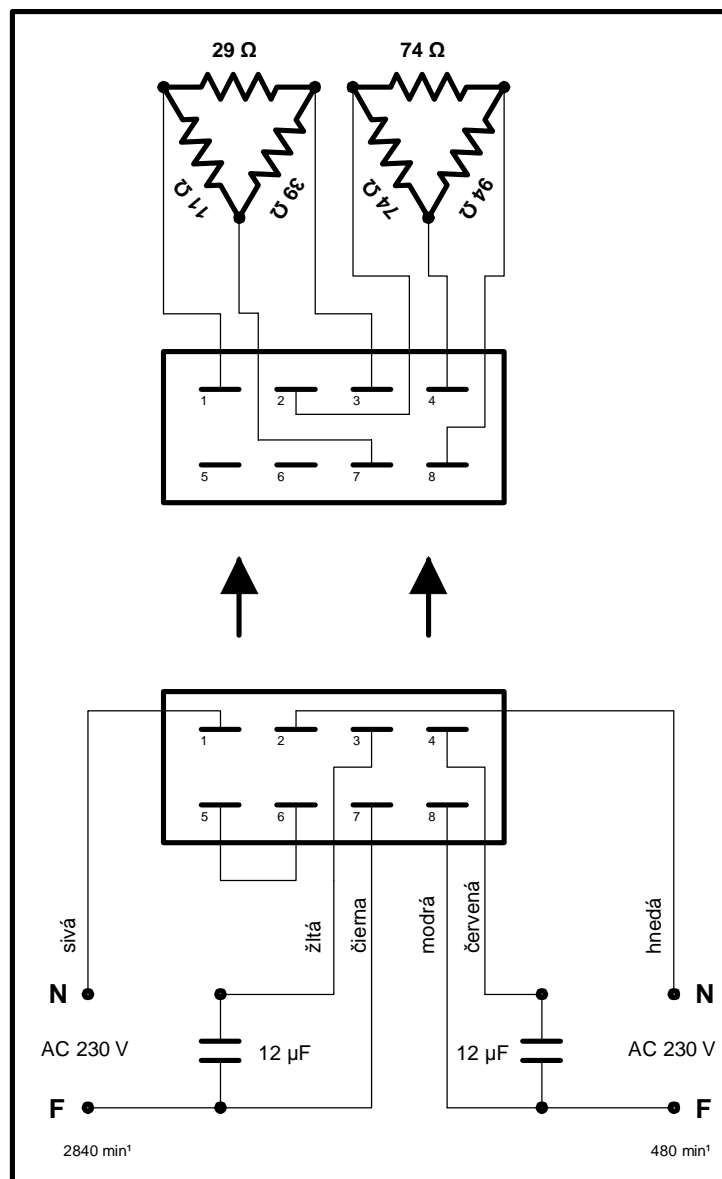 29 Ω 74 Ω
11 Ω 39 Ω 74 Ω 94 Ω
1 2 3 4
5 6 7 8
1 2 3 4
5 6 7 8
sivá žltá čierna modrá červená hnedá
N N
AC 230 V 12 µF 12 µF AC 230 V
F F
2840 min¹ 480 min¹